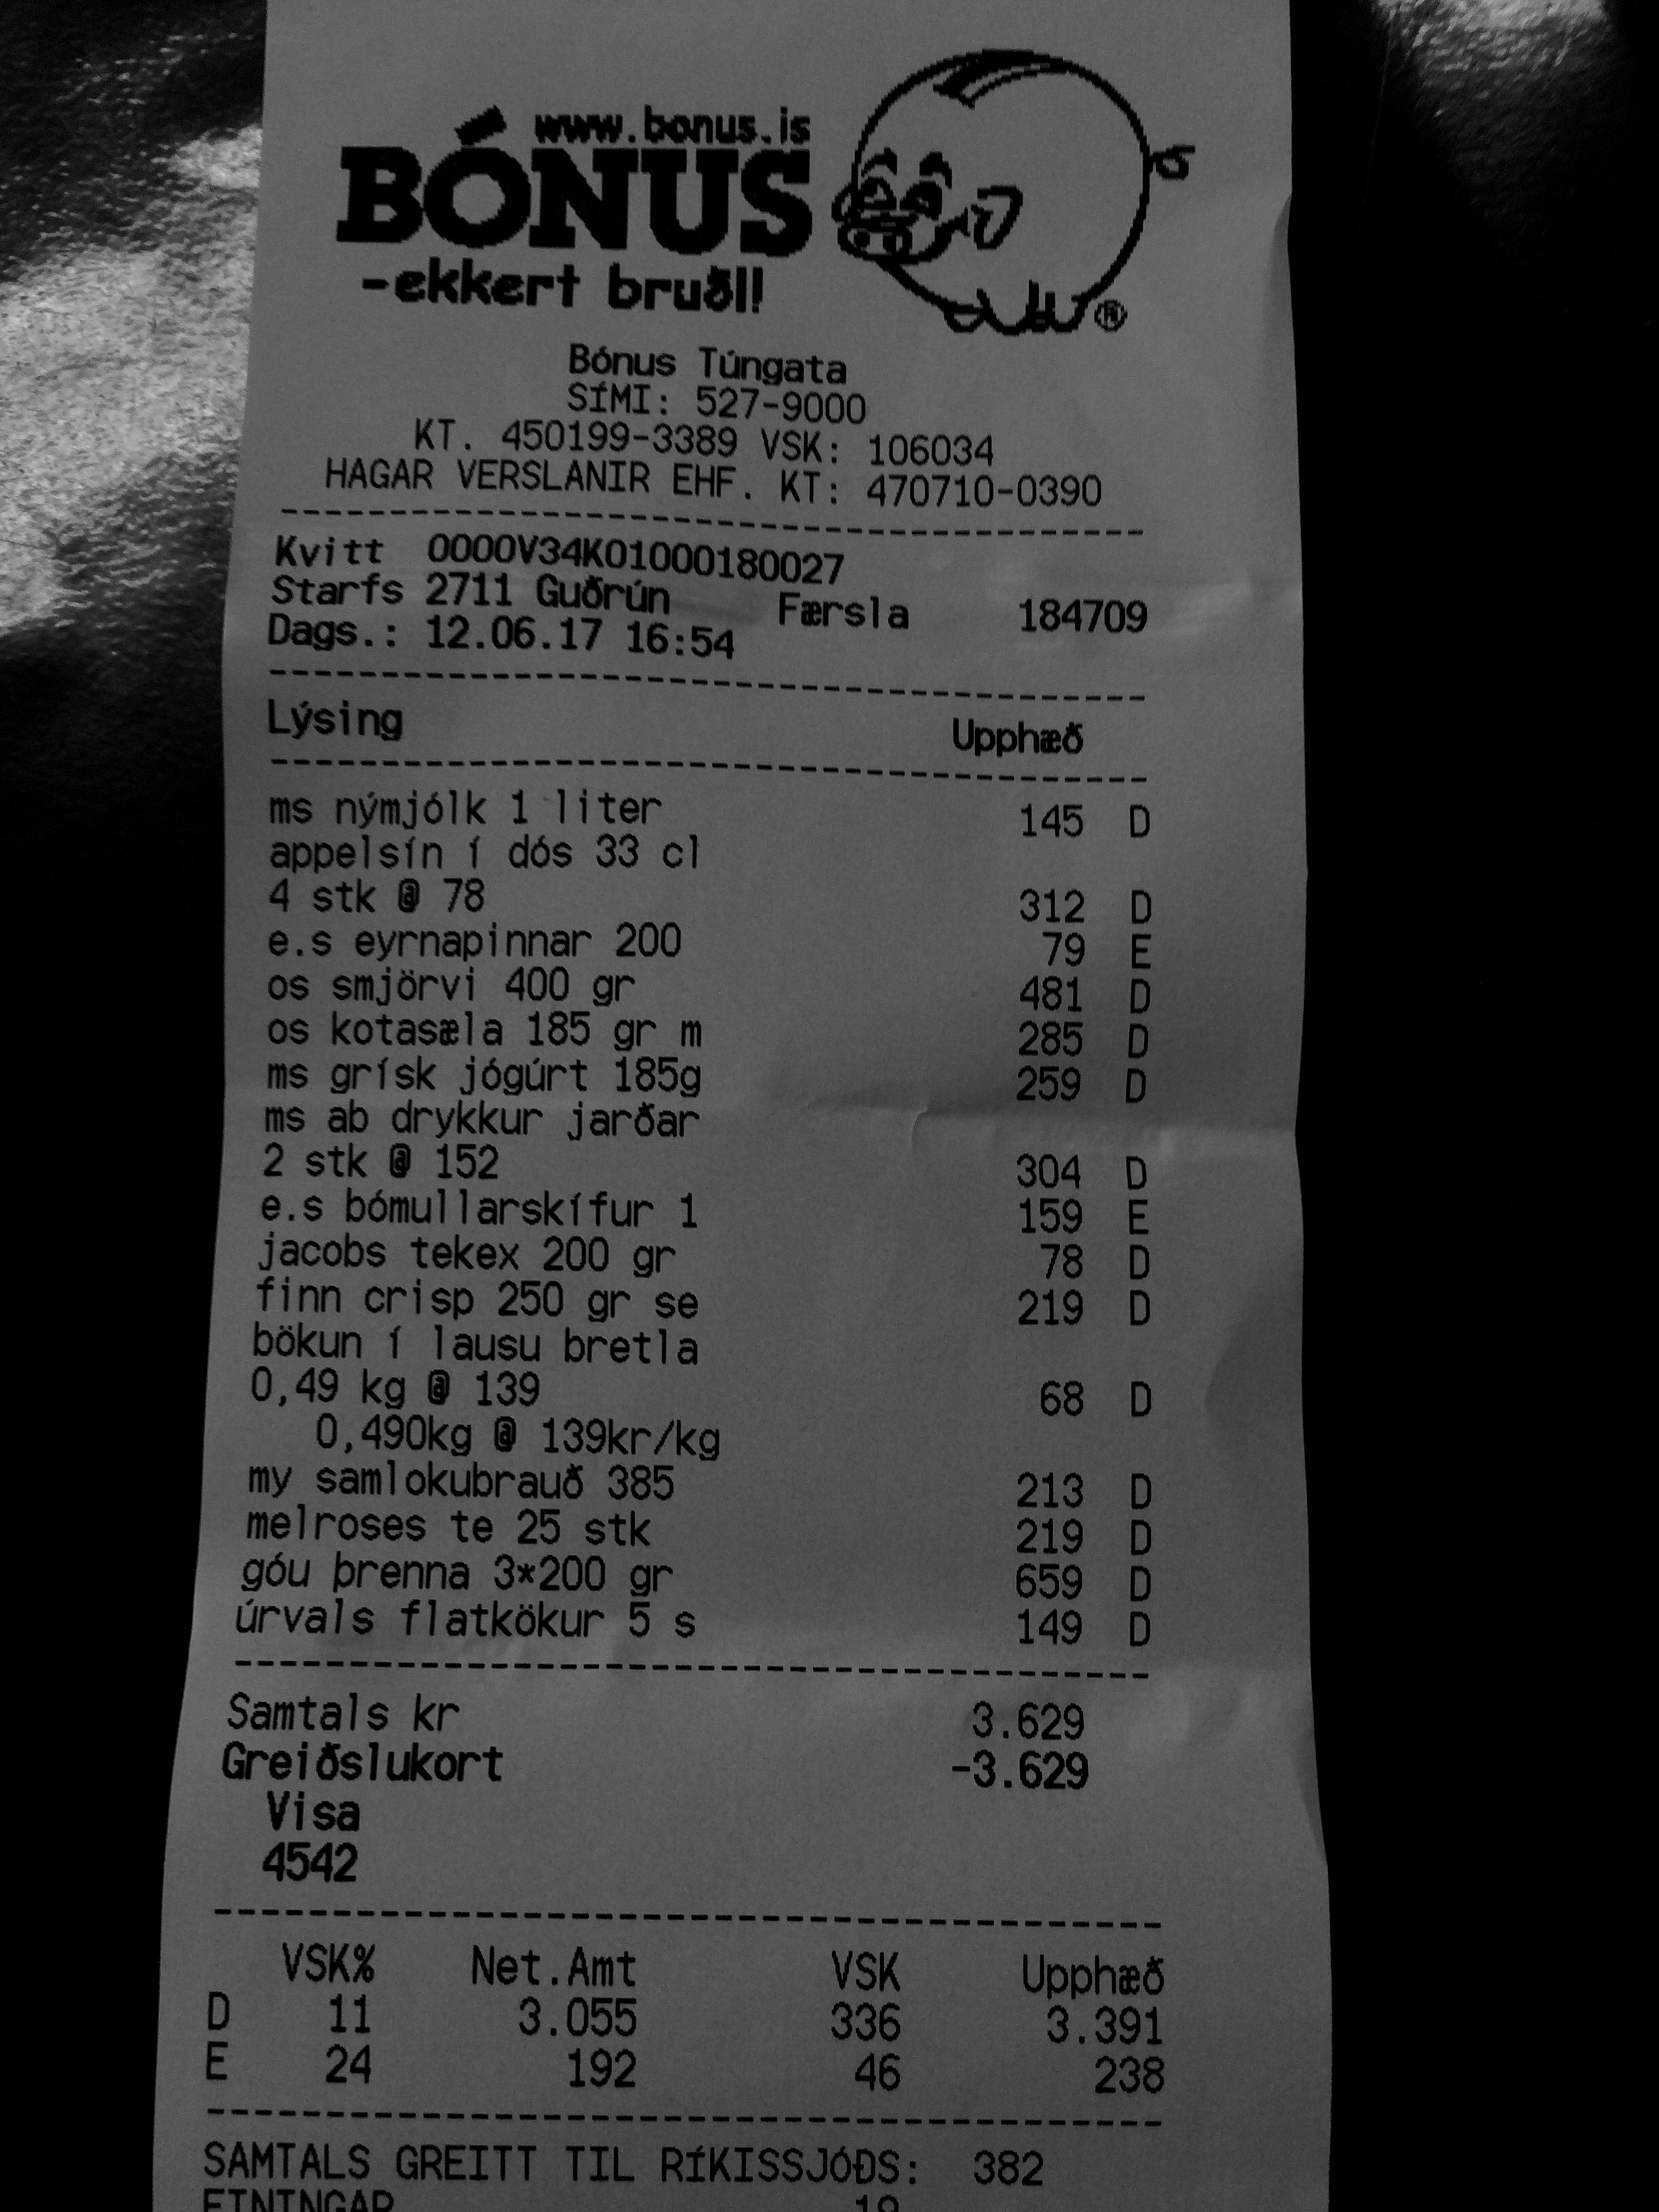 www.bonus.is
BÓNUS
-ekkert bruðl!
®
Bónus Túngata
SÍMI: 527-9000
KT. 450199-3389 VSK: 106034
HAGAR VERSLANIR EHF. KT: 470710-0390
Kvitt 0000V34K01000180027
Starfs 2711 Guðrún Færsla 184709
Dags.: 12.06.17 16:54
Lýsing Upphæð
ms nýmjólk 1 liter 145 D
appelsín í dós 33 cl
4 stk @ 78 312 D
e.s eyrnapinnar 200 79 E
os smjörvi 400 gr 481 D
os kotasæla 185 gr m 285 D
ms grísk jógúrt 185g 259 D
ms ab drykkur jarðar
2 stk @ 152 304 D
e.s bómullarskífur 1 159 E
jacobs tekex 200 gr 78 D
finn crisp 250 gr se 219 D
bökun í lausu bretla
0,49 kg @ 139 68 D
0,490kg @ 139kr/kg
my samlokubrauð 385 213 D
melroses te 25 stk 219 D
góu þrenna 3*200 gr 659 D
úrvals flatkökur 5 s 149 D
Samtals kr 3.629
Greiðslukort -3.629
Visa
4542
VSK% Net.Amt VSK Upphæð
D 11 3.055 336 3.391
E 24 192 46 238
SAMTALS GREITT TIL RÍKISSJÓÐS: 382
EININGAR 19